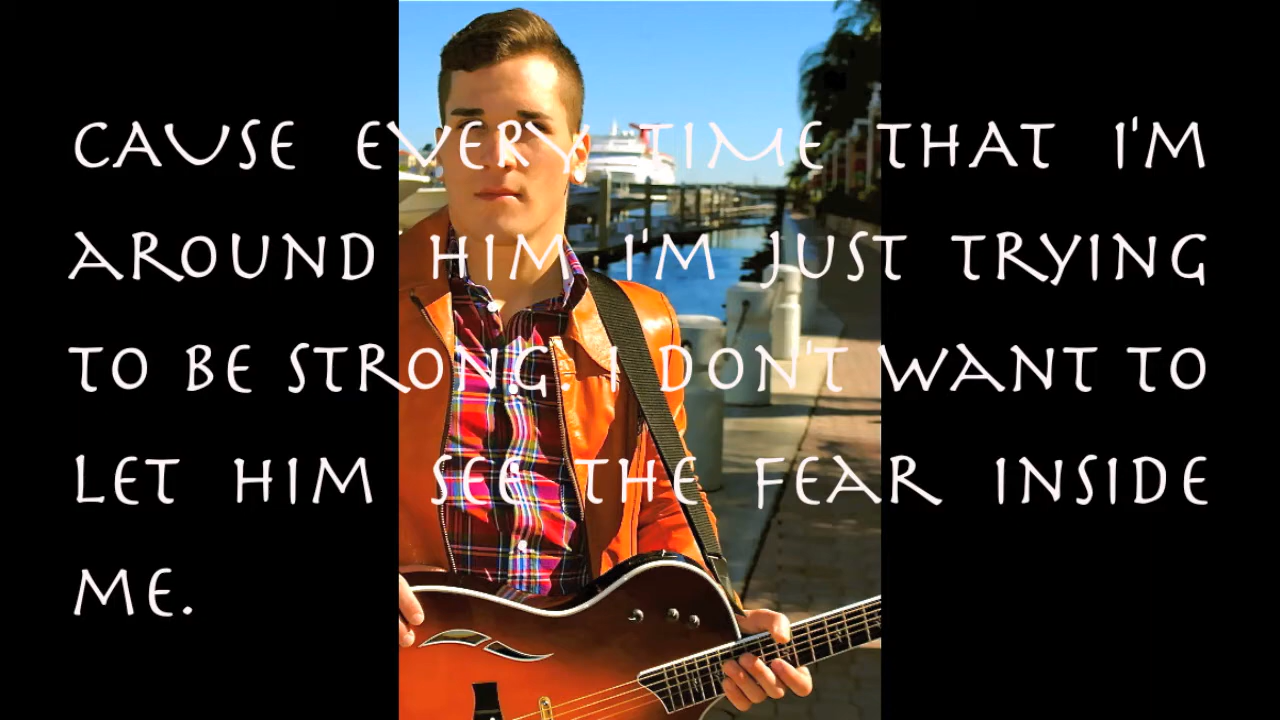 CAUSE EVERY TIME THAT I'M
AROUND HIM I'M JUST TRYING
TO BE STRONG. I DON'T WANT TO
LET HIM SEE THE FEAR INSIDE
ME.